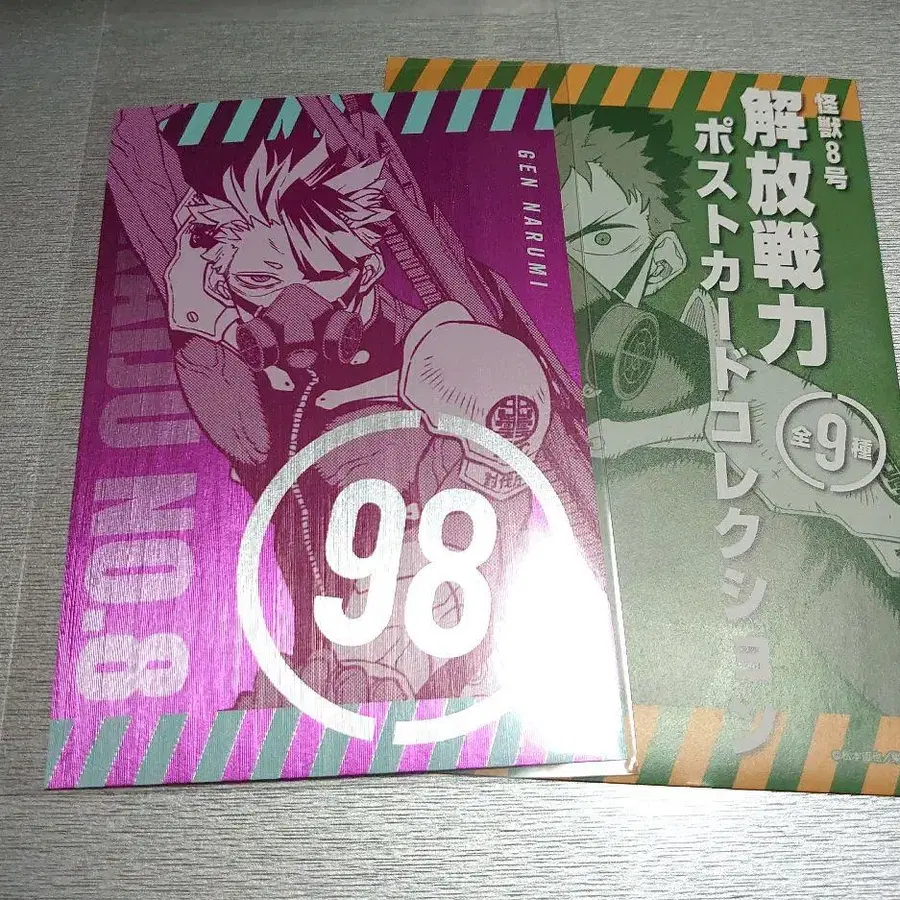 GEN NARUMI
KAIJU NO.8
98
怪獣8号
解放戦力
ポストカードコレクション
全9種